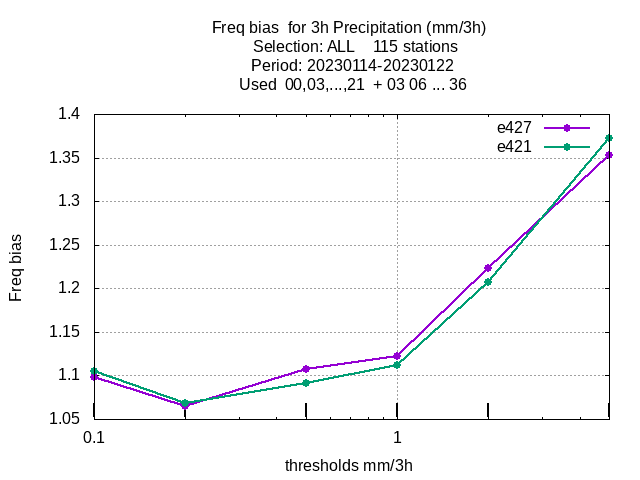 Freq bias  for 3h Precipitation (mm/3h)
Selection: ALL    115 stations
Period: 20230114-20230122
Used  00,03,...,21  + 03 06 ... 36
e427
e421
1.4
1.35
1.3
1.25
1.2
1.15
1.1
1.05
Freq bias
0.1
1
thresholds mm/3h